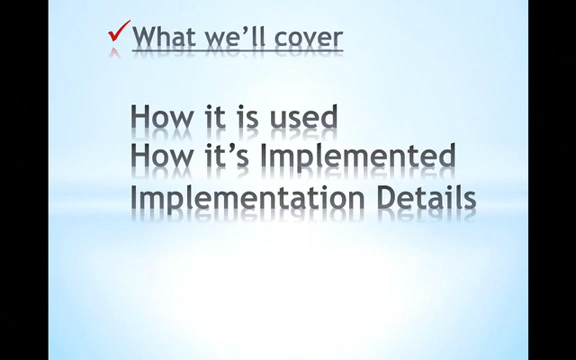 What we'll cover
How it is used
How it's Implemented
Implementation Details